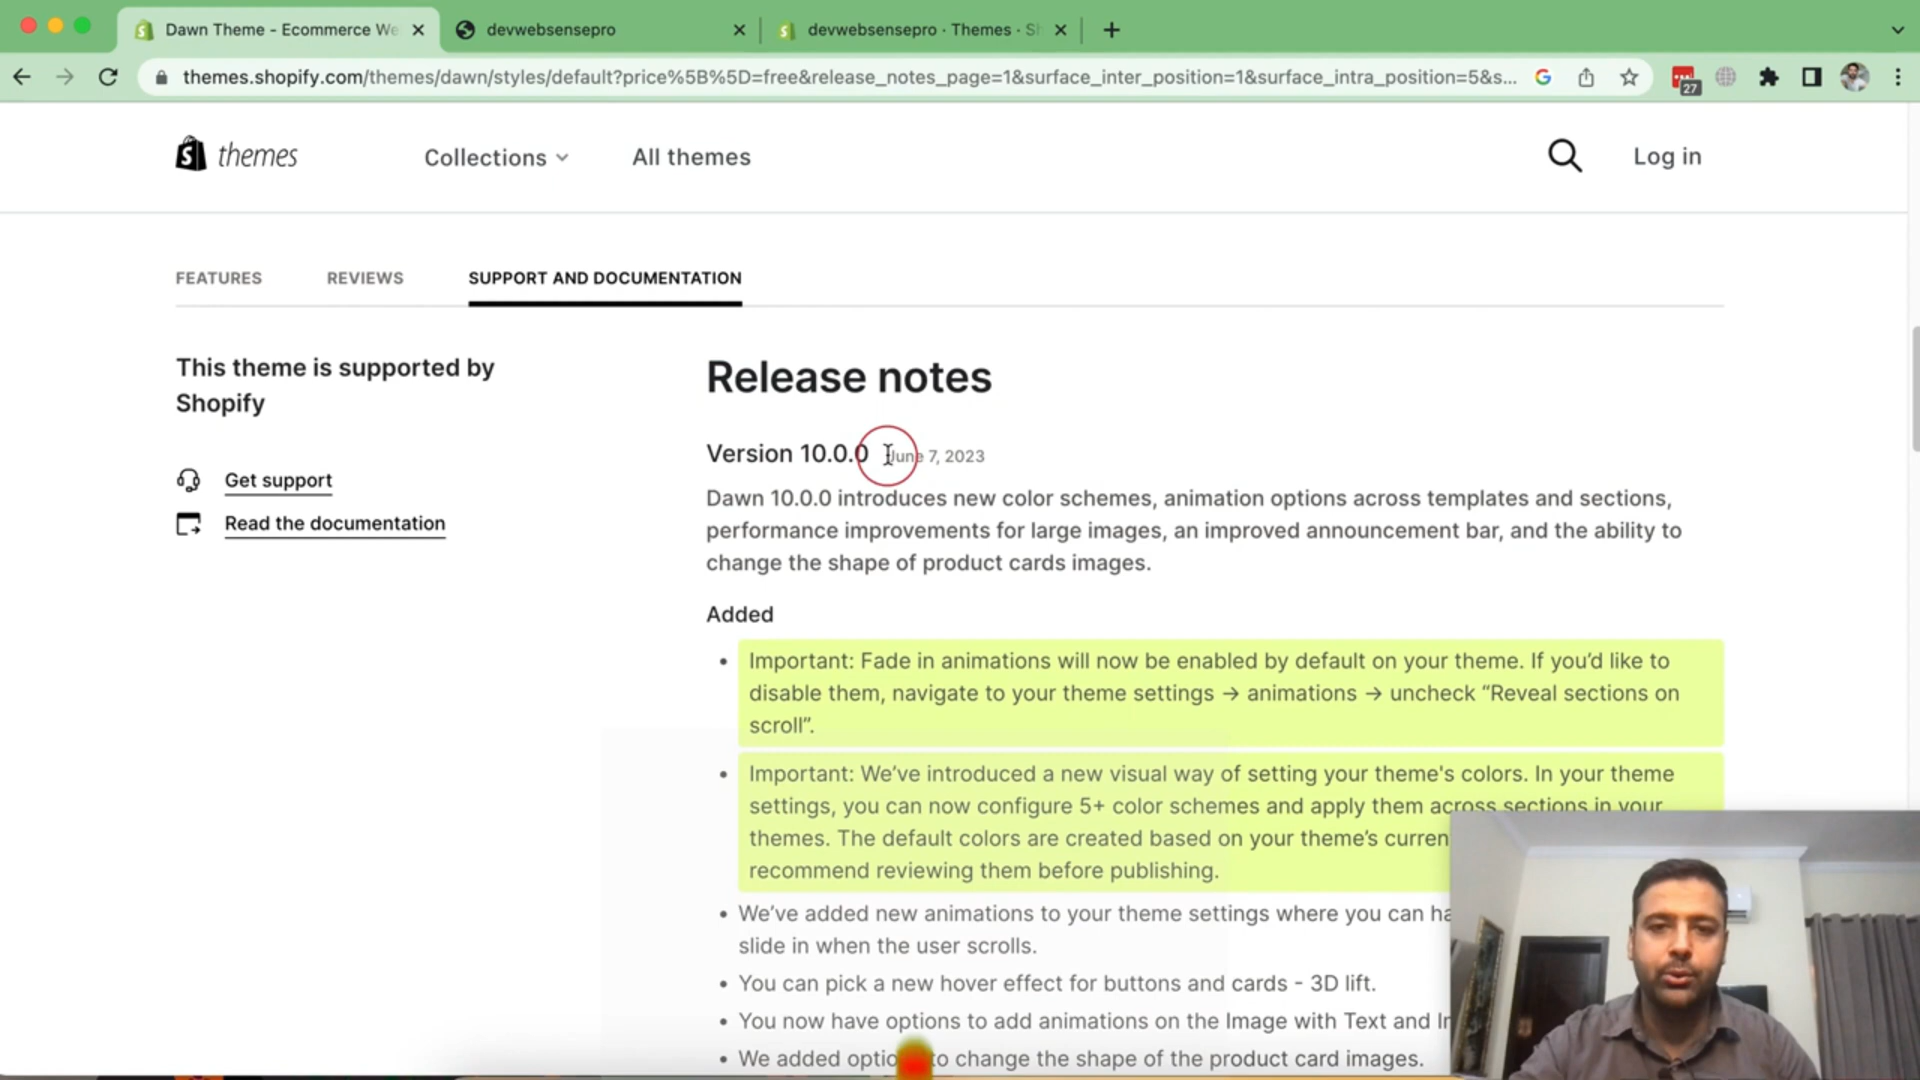 Dawn Theme - Ecommerce We
devwebsensepro
devwebsensepro · Themes · Sh
themes.shopify.com/themes/dawn/styles/default?price%5B%5D=free&release_notes_page=1&surface_inter_position=1&surface_intra_position=5&s...
27
themes
Collections
All themes
Log in
FEATURES
REVIEWS
SUPPORT AND DOCUMENTATION
This theme is supported by
Shopify
Get support
Read the documentation
Release notes
Version 10.0.0 June 7, 2023
Dawn 10.0.0 introduces new color schemes, animation options across templates and sections,
performance improvements for large images, an improved announcement bar, and the ability to
change the shape of product cards images.
Added
• Important: Fade in animations will now be enabled by default on your theme. If you’d like to
disable them, navigate to your theme settings → animations → uncheck “Reveal sections on
scroll”.
• Important: We’ve introduced a new visual way of setting your theme's colors. In your theme
settings, you can now configure 5+ color schemes and apply them across sections in your
themes. The default colors are created based on your theme’s curren
recommend reviewing them before publishing.
• We’ve added new animations to your theme settings where you can ha
slide in when the user scrolls.
• You can pick a new hover effect for buttons and cards - 3D lift.
• You now have options to add animations on the Image with Text and
• We added optio to change the shape of the product card images.